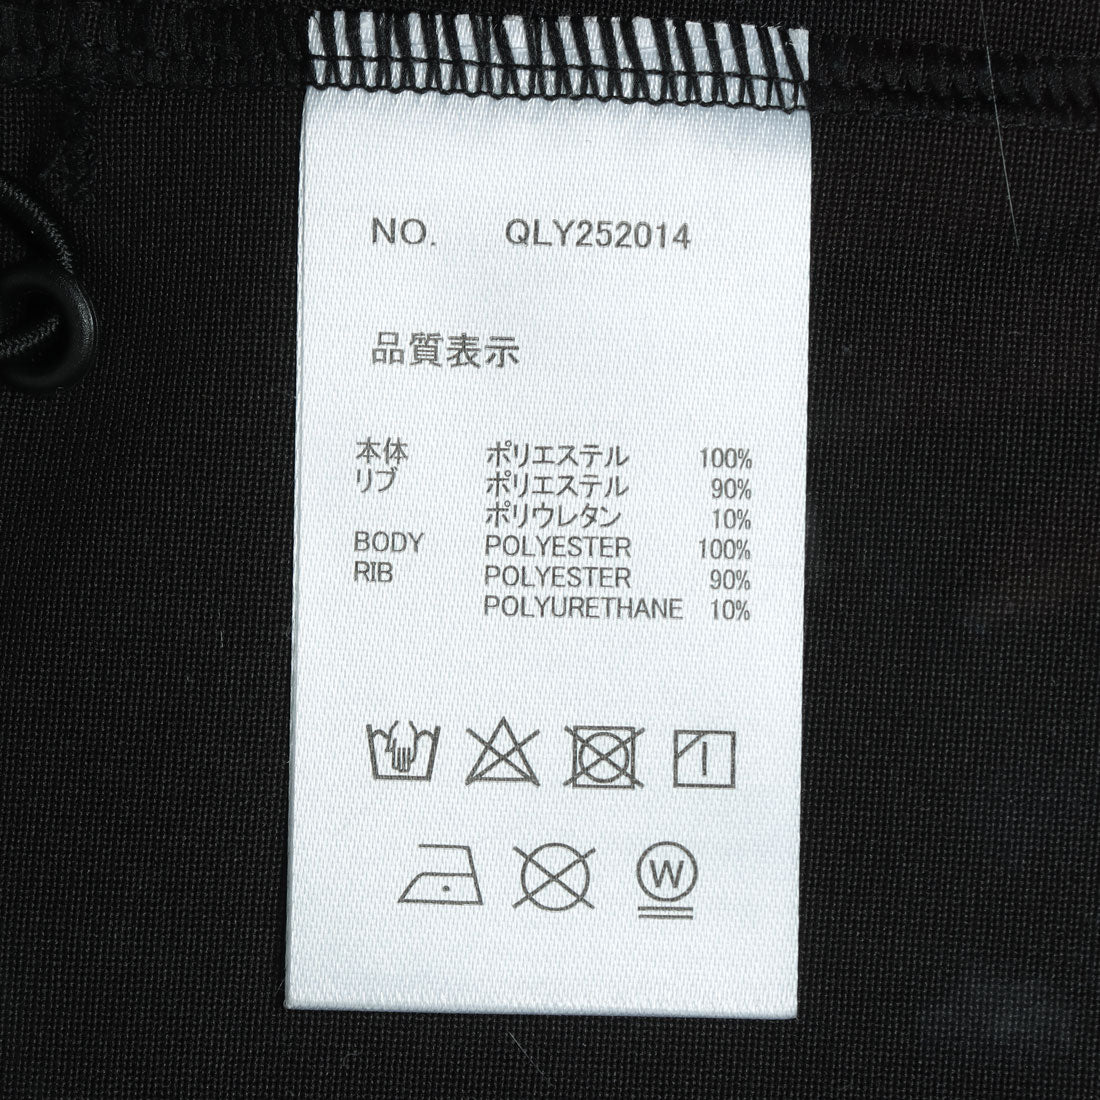 NO. QLY252014
品質表示
本体 ポリエステル 100%
リブ ポリエステル 90%
ポリウレタン 10%
BODY POLYESTER 100%
RIB POLYESTER 90%
POLYURETHANE 10%
W